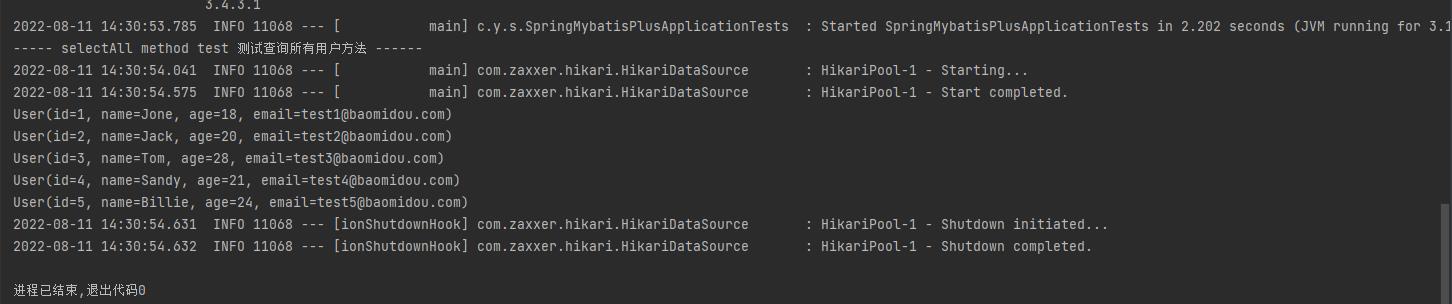 3.4.3.1
2022-08-11 14:30:53.785  INFO 11068 --- [           main] c.y.s.SpringMybatisPlusApplicationTests  : Started SpringMybatisPlusApplicationTests in 2.202 seconds (JVM running for 3.1
----- selectAll method test 测试查询所有用户方法 ------
2022-08-11 14:30:54.041  INFO 11068 --- [           main] com.zaxxer.hikari.HikariDataSource       : HikariPool-1 - Starting...
2022-08-11 14:30:54.575  INFO 11068 --- [           main] com.zaxxer.hikari.HikariDataSource       : HikariPool-1 - Start completed.
User(id=1, name=Jone, age=18, email=test1@baomidou.com)
User(id=2, name=Jack, age=20, email=test2@baomidou.com)
User(id=3, name=Tom, age=28, email=test3@baomidou.com)
User(id=4, name=Sandy, age=21, email=test4@baomidou.com)
User(id=5, name=Billie, age=24, email=test5@baomidou.com)
2022-08-11 14:30:54.631  INFO 11068 --- [ionShutdownHook] com.zaxxer.hikari.HikariDataSource       : HikariPool-1 - Shutdown initiated...
2022-08-11 14:30:54.632  INFO 11068 --- [ionShutdownHook] com.zaxxer.hikari.HikariDataSource       : HikariPool-1 - Shutdown completed.
进程已结束,退出代码0